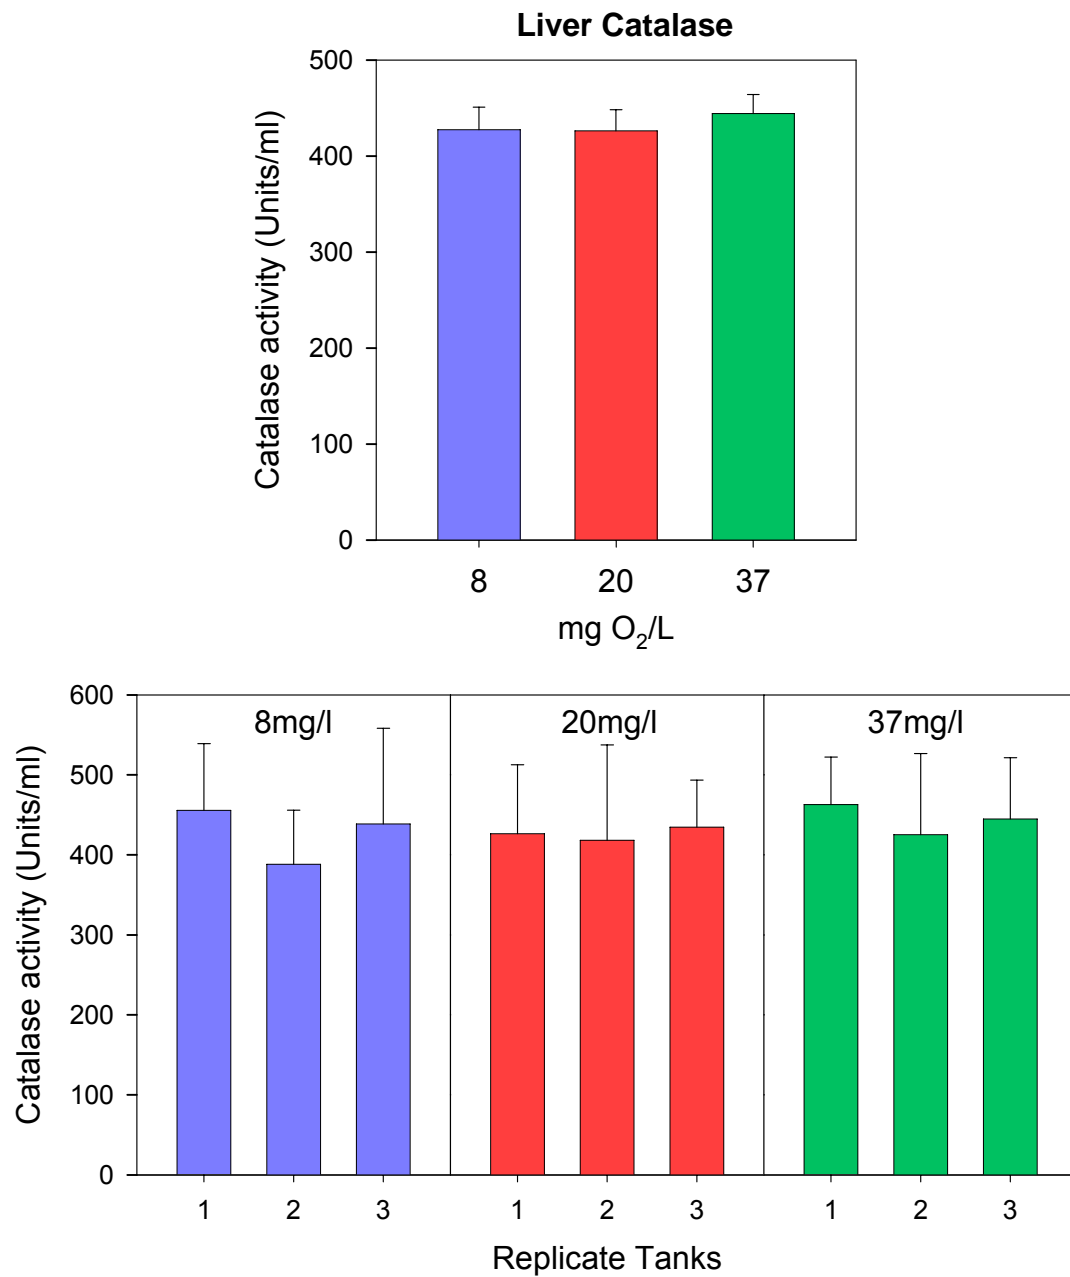 Liver Catalase
500
400
300
200
100
0
Catalase activity (Units/ml)
8 20 37
mg O₂/L
600
500
400
300
200
100
0
Catalase activity (Units/ml)
8mg/l 20mg/l 37mg/l
1 2 3 1 2 3 1 2 3
Replicate Tanks